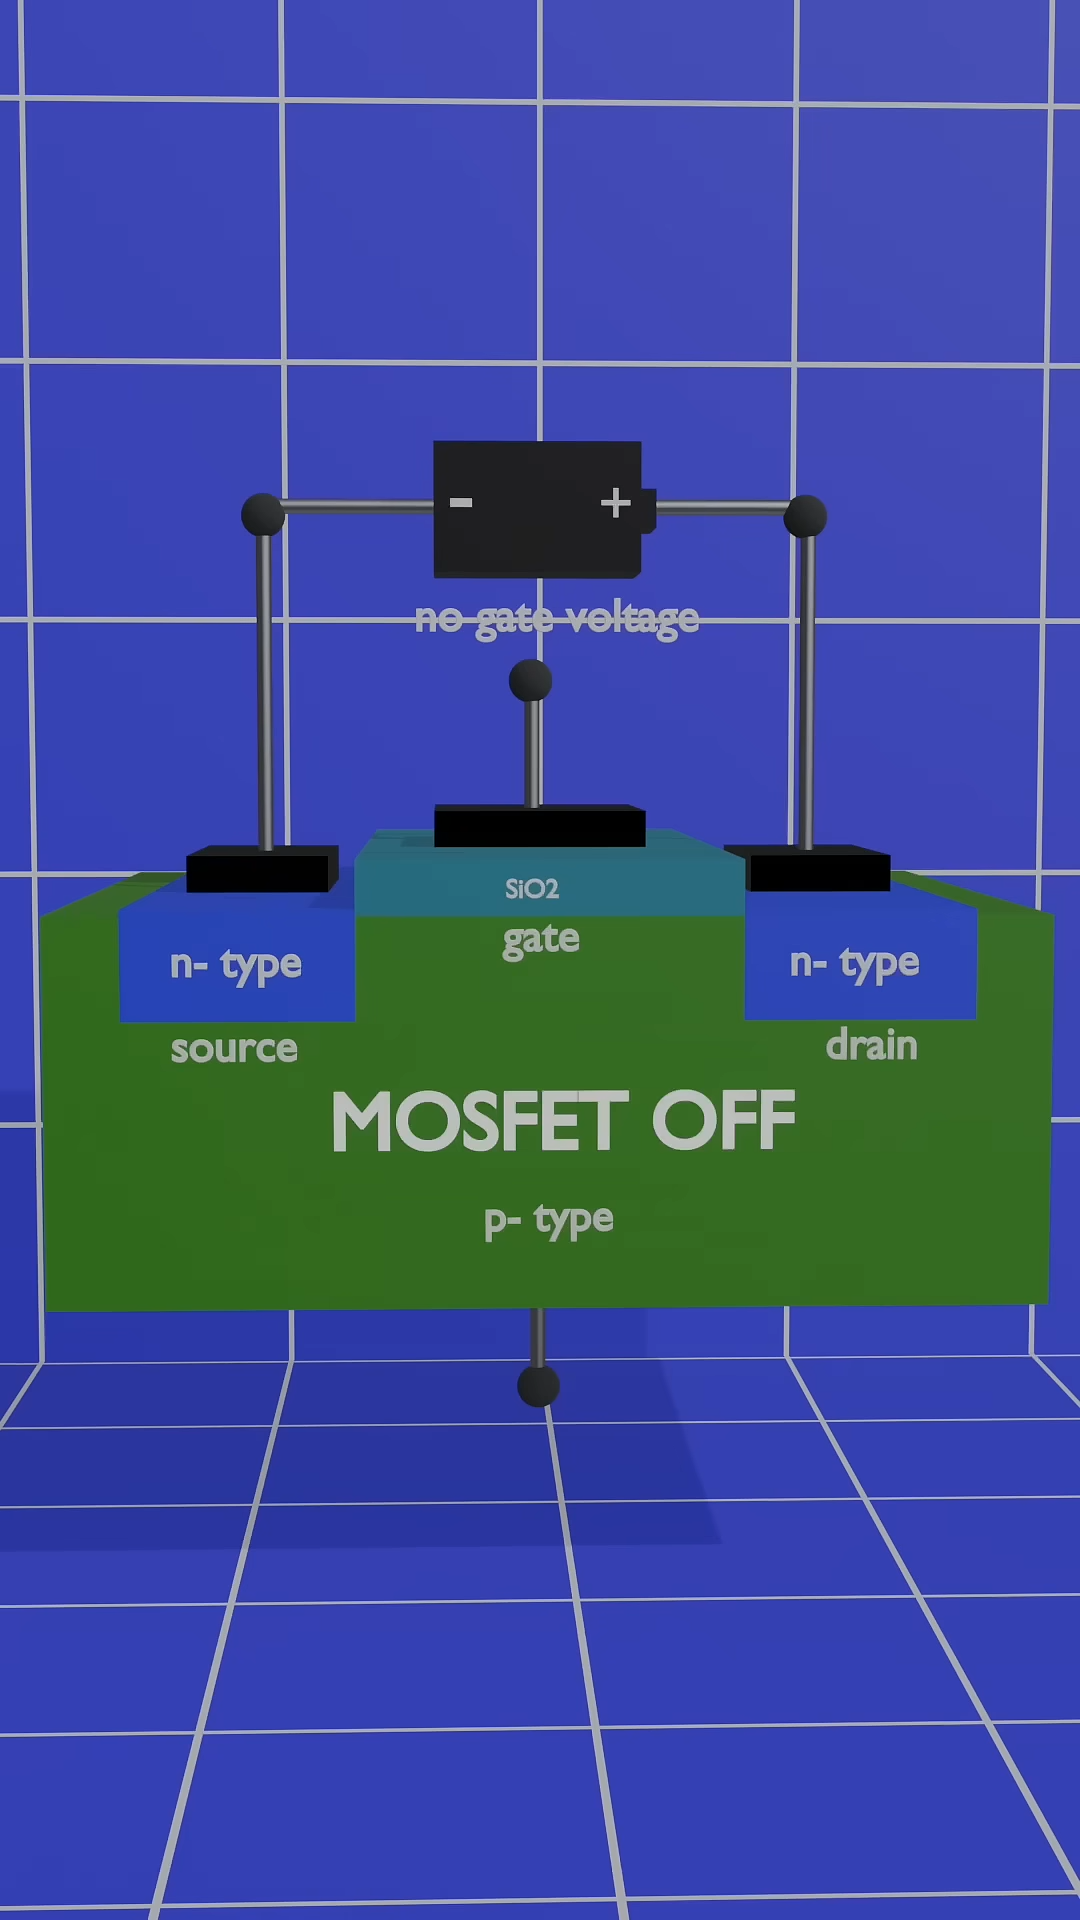 - +
no gate voltage
SiO2
gate
n- type
n- type
source
drain
MOSFET OFF
p- type